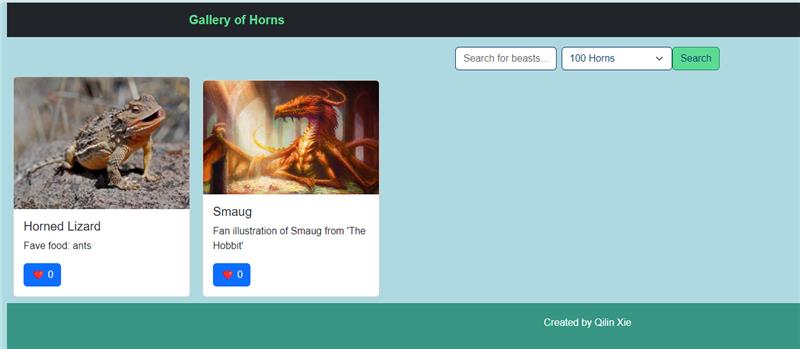 Gallery of Horns
Search for beasts...
100 Horns
Search
Horned Lizard
Fave food: ants
❤️ 0
Smaug
Fan illustration of Smaug from 'The
Hobbit'
❤️ 0
Created by Qilin Xie